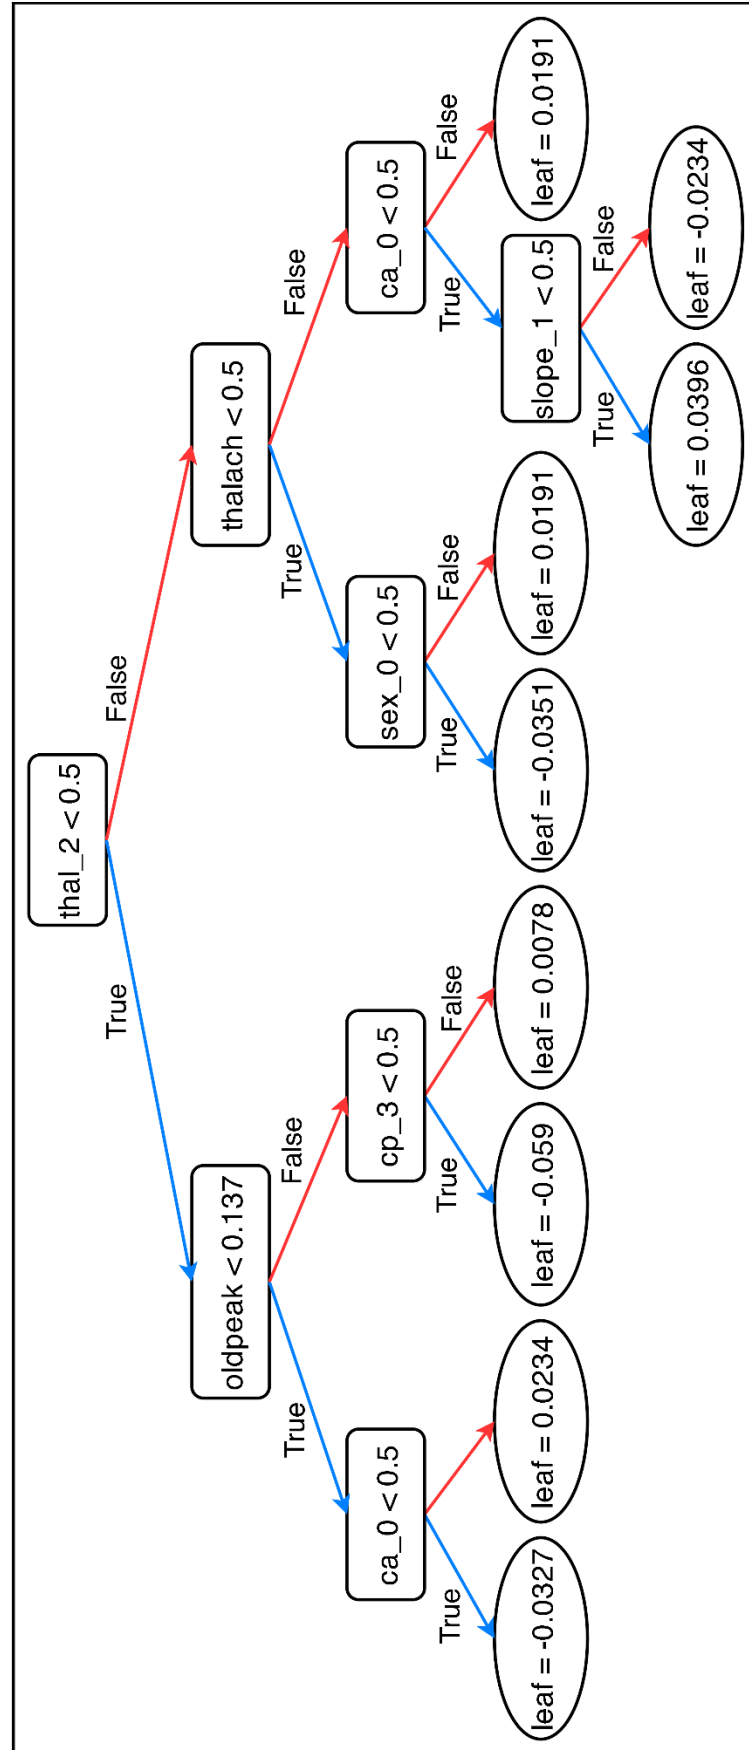 thal_2 < 0.5
True
False
oldpeak < 0.137
thalach < 0.5
True
False
True
False
ca_0 < 0.5
cp_3 < 0.5
sex_0 < 0.5
ca_0 < 0.5
True
True
False
True
False
True
False
leaf = -0.0327
leaf = 0.0234
leaf = -0.059
leaf = 0.0078
leaf = -0.0351
leaf = 0.0191
slope_1 < 0.5
leaf = 0.0191
True
False
leaf = 0.0396
leaf = -0.0234